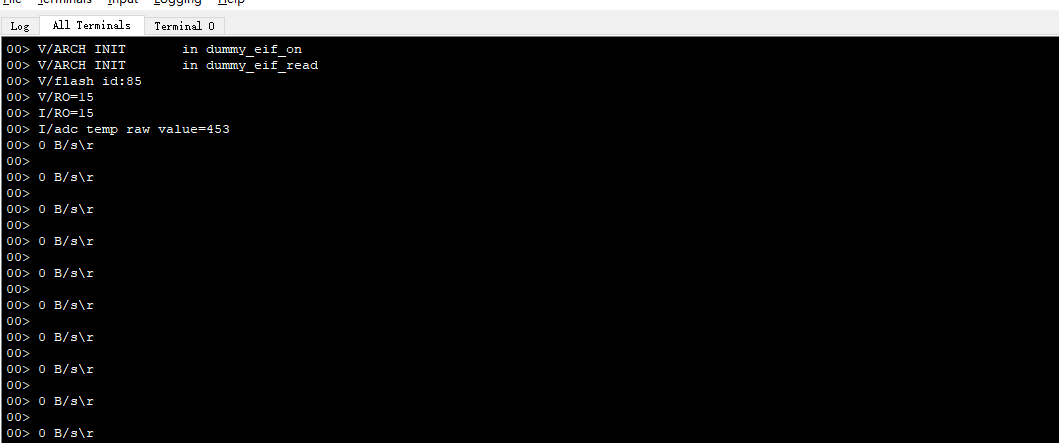 File Terminals Input Logging Help
Log All Terminals Terminal 0
00> V/ARCH INIT in dummy_eif_on
00> V/ARCH INIT in dummy_eif_read
00> V/flash id:85
00> V/RO=15
00> I/RO=15
00> I/adc temp raw value=453
00> 0 B/s\r
00>
00> 0 B/s\r
00>
00> 0 B/s\r
00>
00> 0 B/s\r
00>
00> 0 B/s\r
00>
00> 0 B/s\r
00>
00> 0 B/s\r
00>
00> 0 B/s\r
00>
00> 0 B/s\r
00>
00> 0 B/s\r